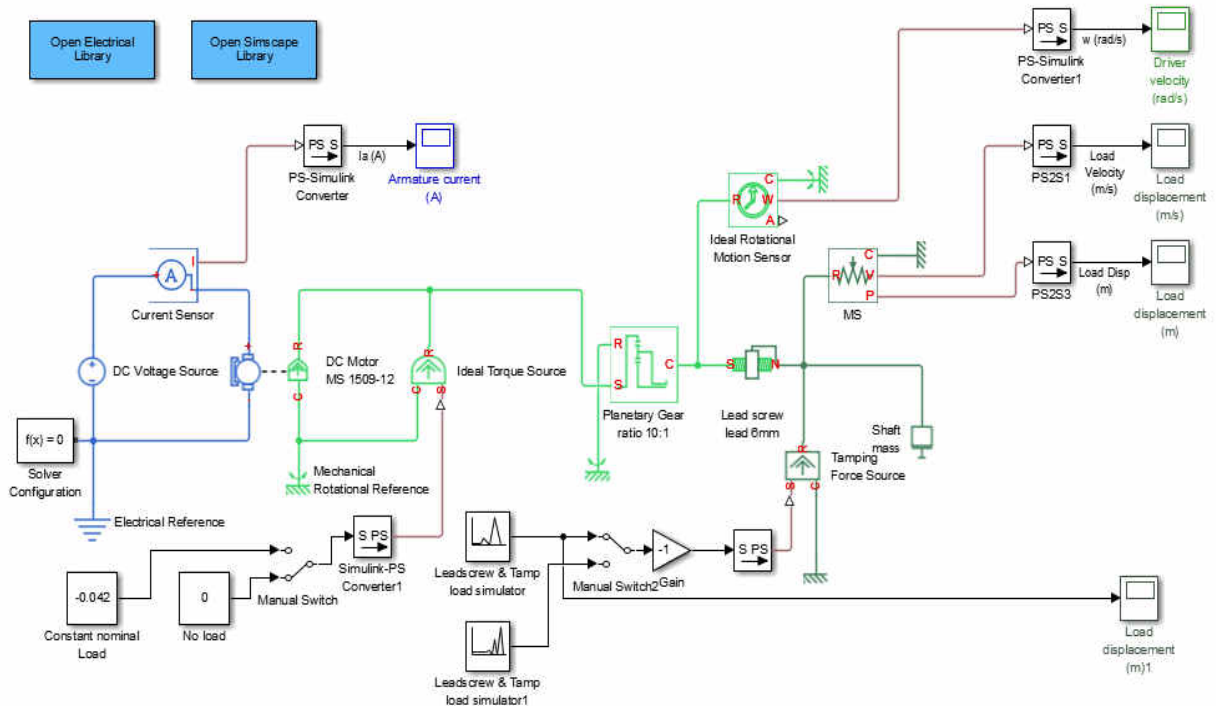 Open Electrical
Library
Open Simscape
Library
PS S
PS-Simulink
Converter1
w (rad/s)
Driver
velocity
(rad/s)
PS S
PS-Simulink
Converter
Ia (A)
Armature current
(A)
PS S
PS2S1
Load
Velocity
(m/s)
Load
displacement
(m/s)
R
C
W
A
Ideal Rotational
Motion Sensor
I
A
Current Sensor
R
C
V
P
MS
PS S
PS2S3
Load Disp
(m)
Load
displacement
(m)
+
DC Voltage Source
R
C
DC Motor
MS 1509-12
R
C
S
Ideal Torque Source
R
S
C
Planetary Gear
ratio 10:1
S
N
Lead screw
lead 6mm
Shaft
mass
R
S
C
Tamping
Force Source
f(x) = 0
Solver
Configuration
Electrical Reference
Mechanical
Rotational Reference
-0.042
Constant nominal
Load
0
No load
Manual Switch
S PS
Simulink-PS
Converter1
Leadscrew & Tamp
load simulator
Manual Switch2
-1
Gain
S PS
Leadscrew & Tamp
load simulator1
Load
displacement
(m)1